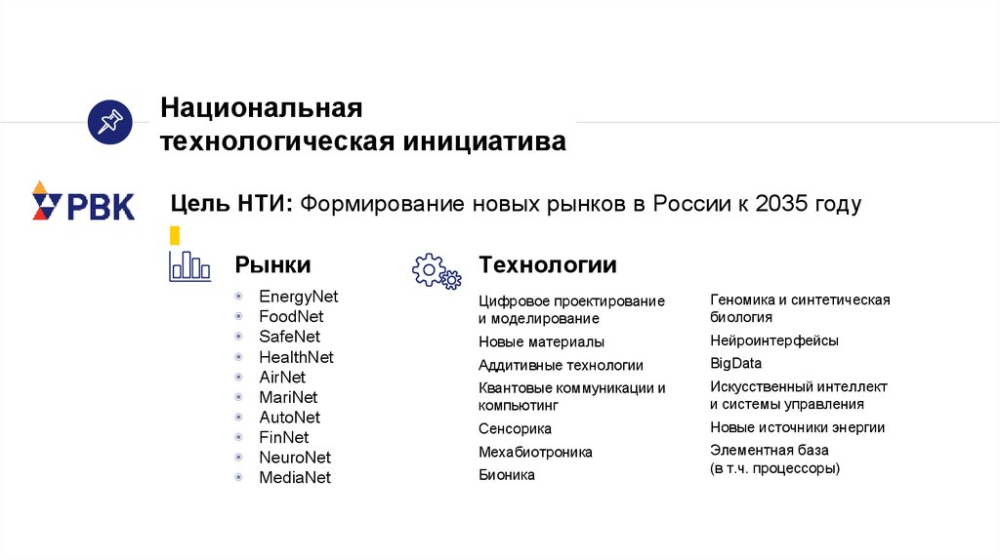 Национальная
технологическая инициатива
РВК
Цель НТИ: Формирование новых рынков в России к 2035 году
Рынки
EnergyNet
FoodNet
SafeNet
HealthNet
AirNet
MariNet
AutoNet
FinNet
NeuroNet
MediaNet
Технологии
Цифровое проектирование
и моделирование
Новые материалы
Аддитивные технологии
Квантовые коммуникации и
компьютинг
Сенсорика
Мехабиотроника
Бионика
Геномика и синтетическая
биология
Нейроинтерфейсы
BigData
Искусственный интеллект
и системы управления
Новые источники энергии
Элементная база
(в т.ч. процессоры)